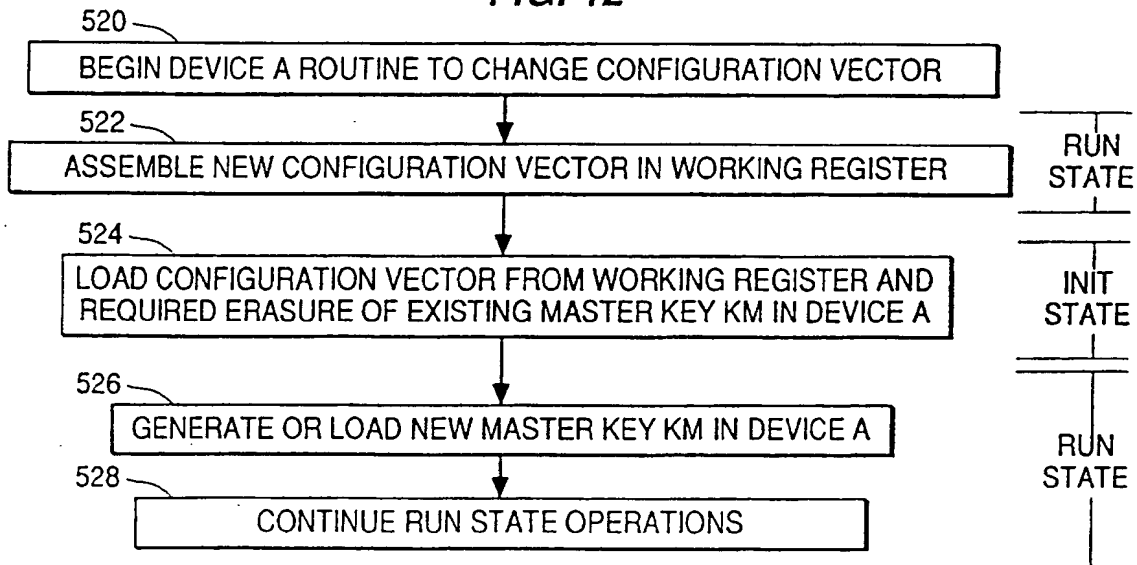 FIG. 12
520
BEGIN DEVICE A ROUTINE TO CHANGE CONFIGURATION VECTOR
522
ASSEMBLE NEW CONFIGURATION VECTOR IN WORKING REGISTER
RUN
STATE
524
LOAD CONFIGURATION VECTOR FROM WORKING REGISTER AND
REQUIRED ERASURE OF EXISTING MASTER KEY KM IN DEVICE A
INIT
STATE
526
GENERATE OR LOAD NEW MASTER KEY KM IN DEVICE A
RUN
STATE
528
CONTINUE RUN STATE OPERATIONS